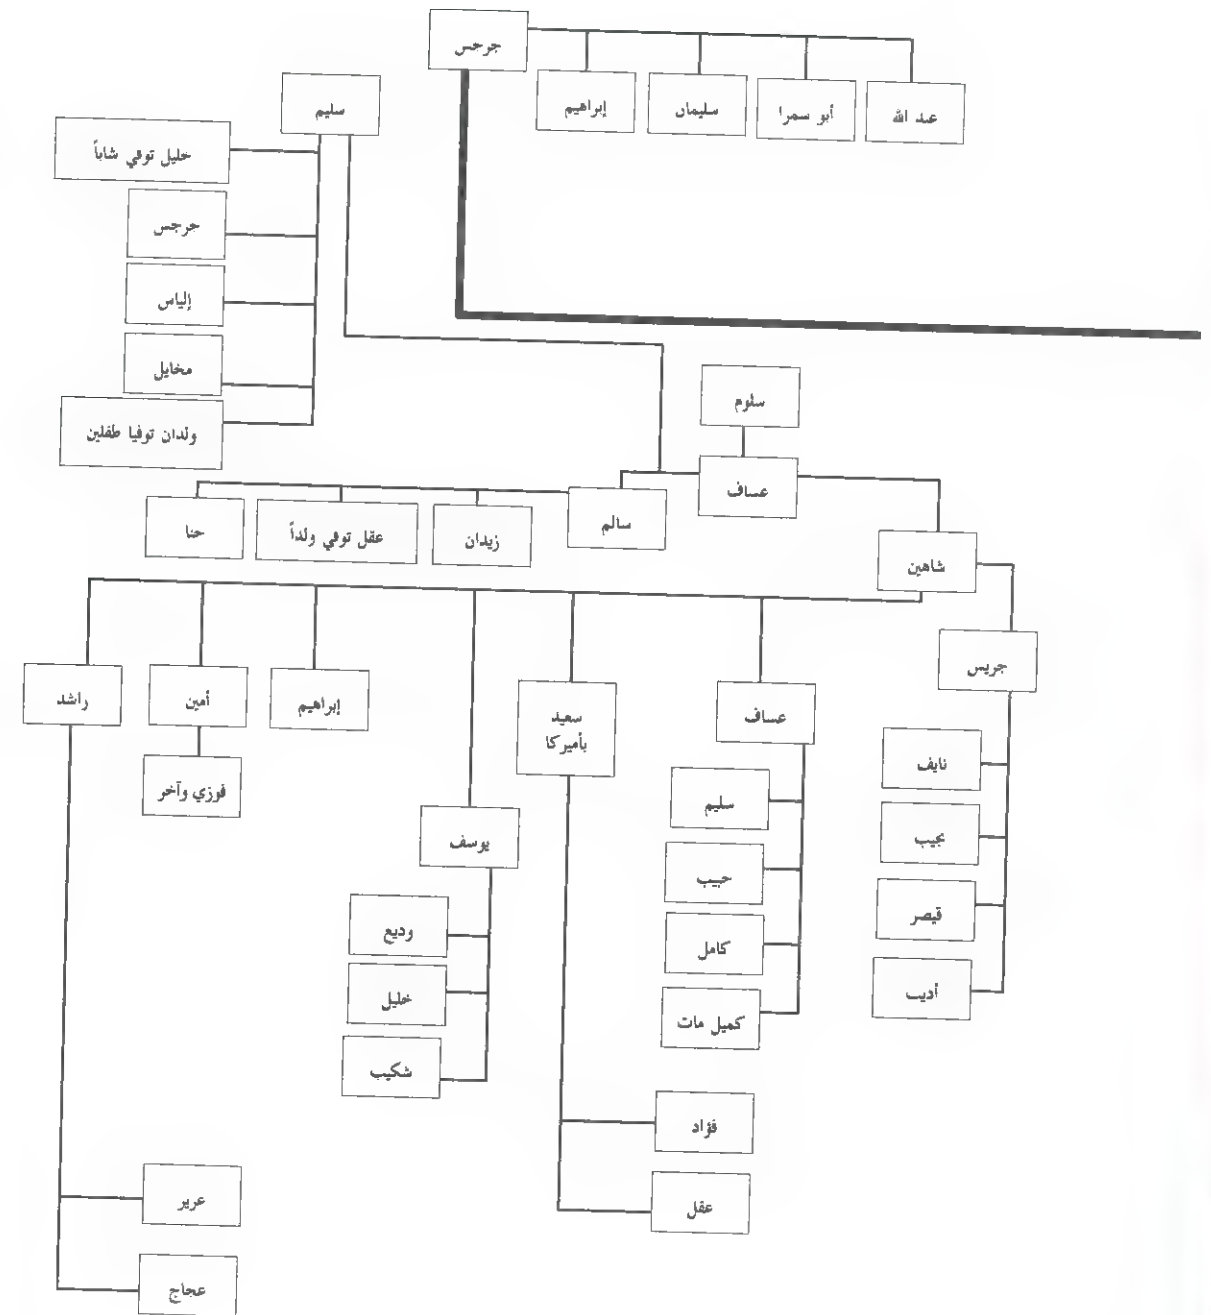 جرجس
عبد الله
أبو سمرا
سليمان
إبراهيم
سليم
خليل توفي شاباً
جرجس
إلياس
مخايل
ولدان توفيا طفلين
سلوم
عساف
سالم
زيدان
عقل توفي ولداً
حنا
شاهين
جريس
نايف
نجيب
قيصر
أديب
عساف
سليم
حبيب
كامل
كميل مات
سعيد
بأميركا
فؤاد
عقل
يوسف
وديع
خليل
شكيب
إبراهيم
أمين
فوزي وآخر
راشد
عرير
عجاج